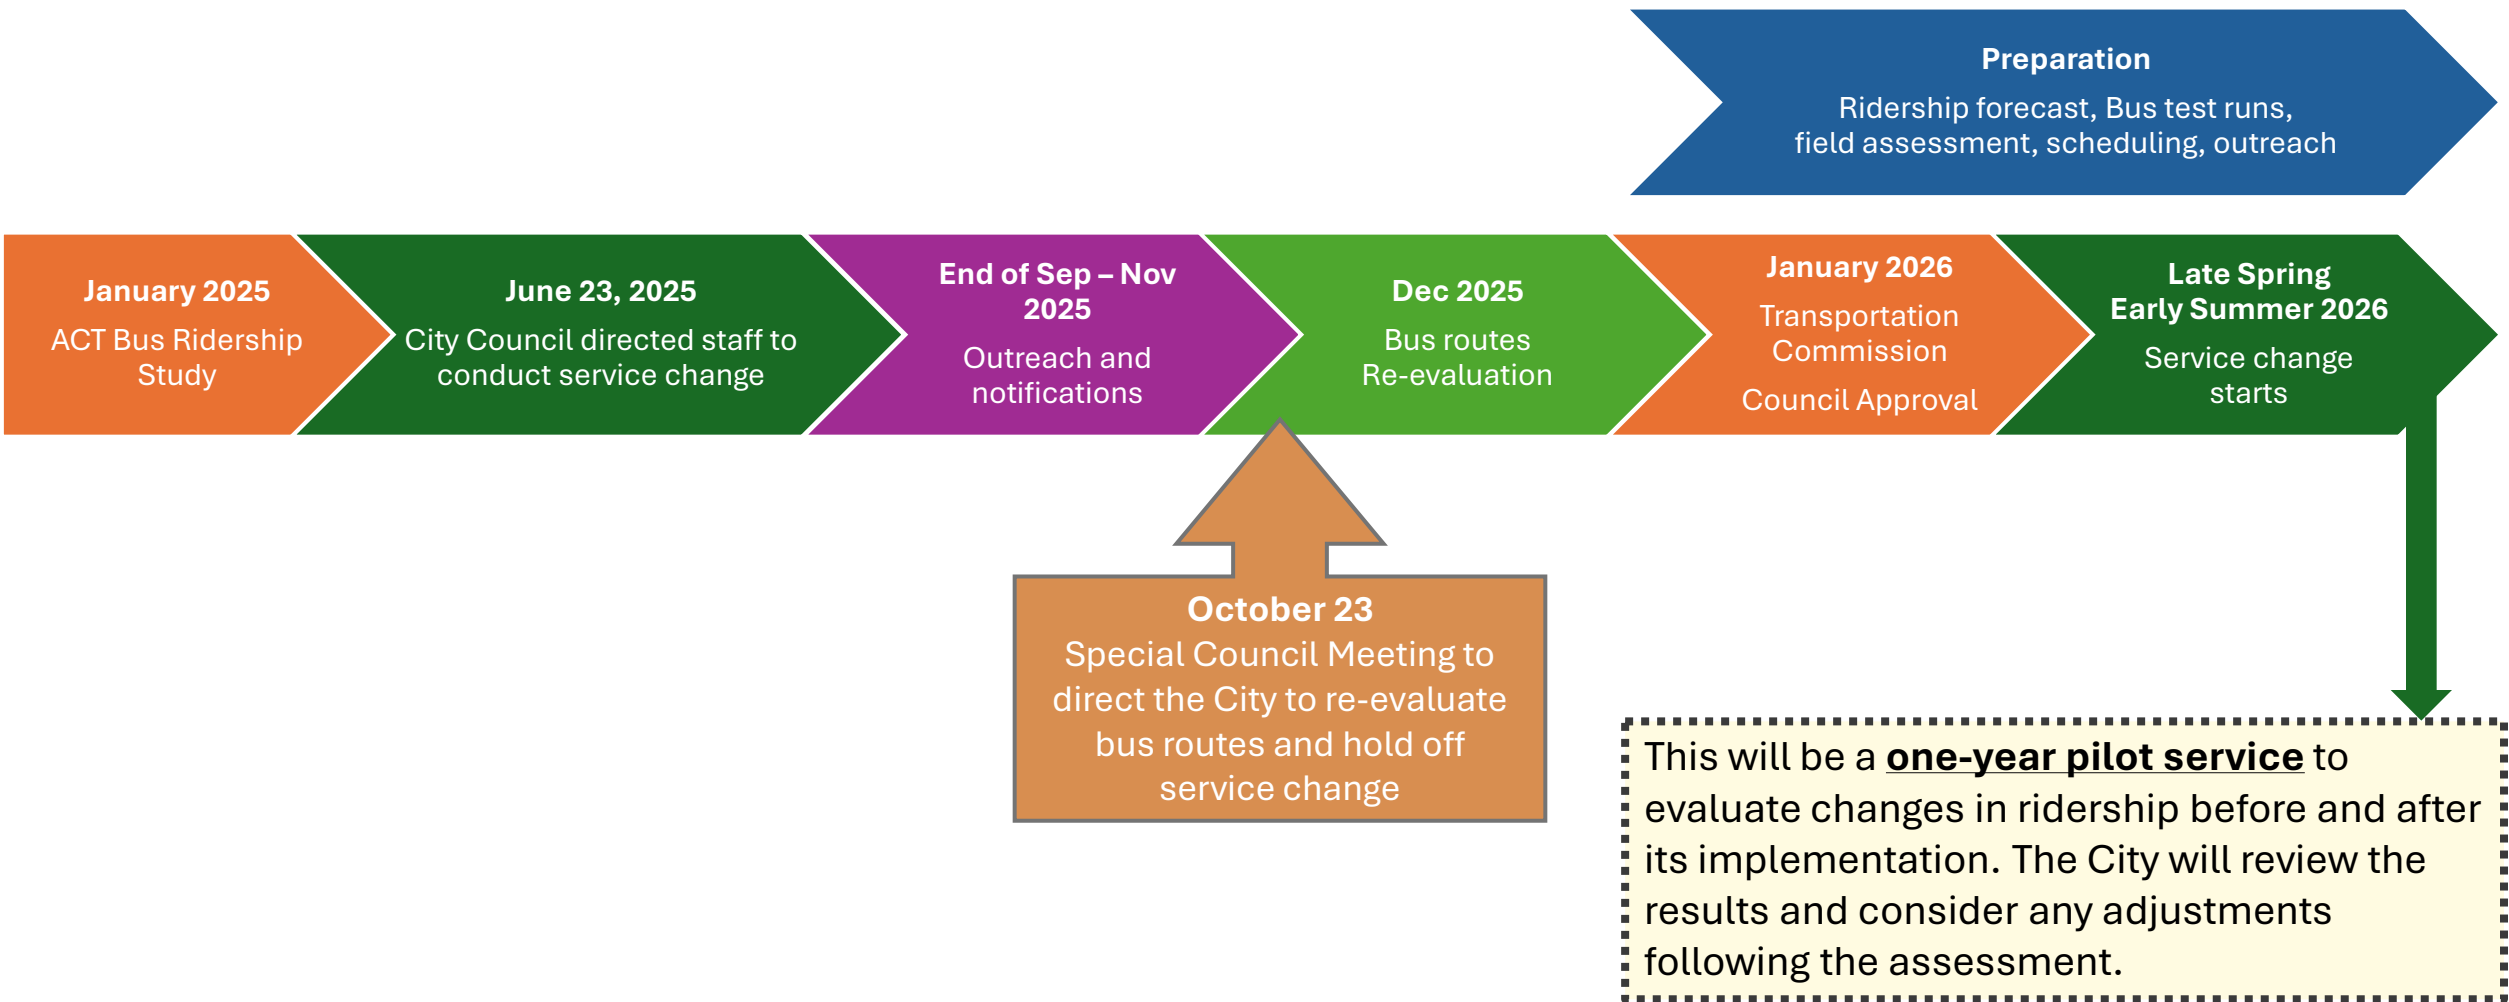 Preparation
Ridership forecast, Bus test runs,
field assessment, scheduling, outreach
January 2025
ACT Bus Ridership
Study
June 23, 2025
City Council directed staff to
conduct service change
End of Sep – Nov
2025
Outreach and
notifications
Dec 2025
Bus routes
Re-evaluation
January 2026
Transportation
Commission
Council Approval
Late Spring
Early Summer 2026
Service change
starts
October 23
Special Council Meeting to
direct the City to re-evaluate
bus routes and hold off
service change
This will be a one-year pilot service to
evaluate changes in ridership before and after
its implementation. The City will review the
results and consider any adjustments
following the assessment.